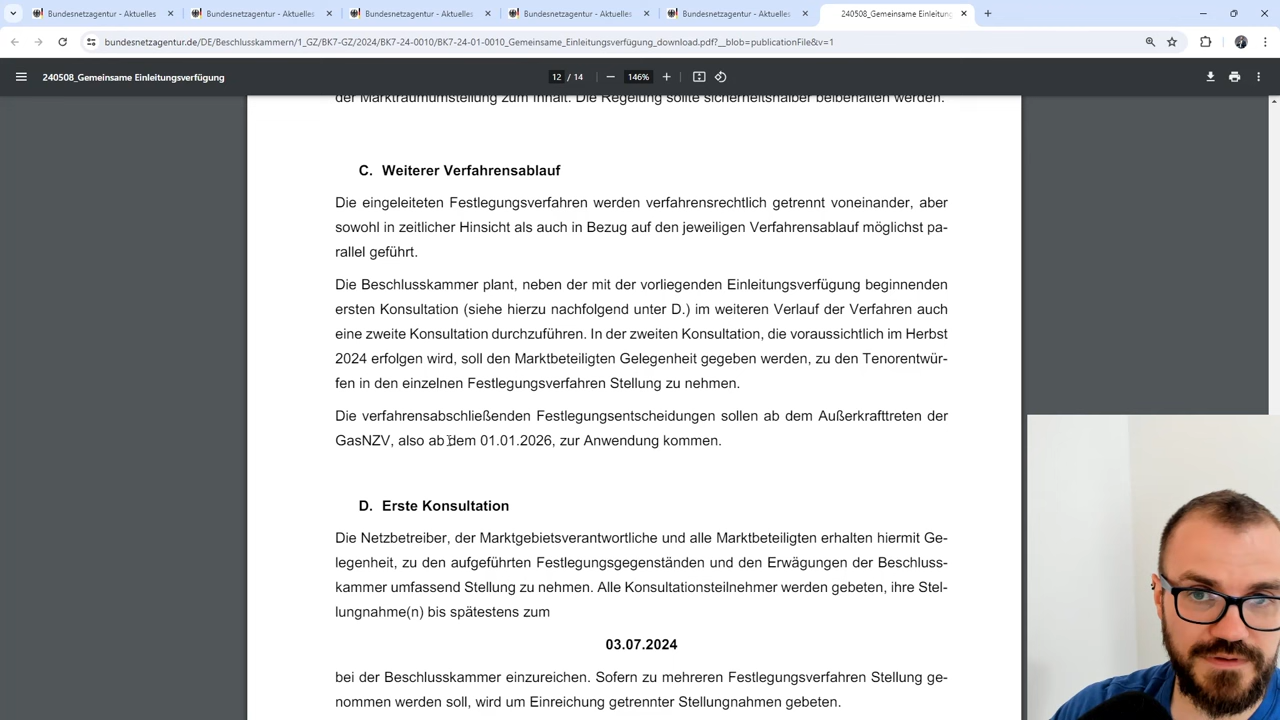 Bundesnetzagentur - Aktuelles
Bundesnetzagentur - Aktuelles
Bundesnetzagentur - Aktuelles
Bundesnetzagentur - Aktuelles
Bundesnetzagentur - Aktuelles
240508_Gemeinsame Einleitung
bundesnetzagentur.de/DE/Beschlusskammern/1_GZ/BK7-GZ/2024/BK7-24-0010/BK7-24-01-0010_Gemeinsame_Einleitungsverfügung_download.pdf?__blob=publicationFile&v=1
240508_Gemeinsame Einleitungsverfügung
12 / 14
146%
der Marktraumumstellung zum Inhalt. Die Regelung sollte sicherheitshalber beibehalten werden.
C. Weiterer Verfahrensablauf
Die eingeleiteten Festlegungsverfahren werden verfahrensrechtlich getrennt voneinander, aber
sowohl in zeitlicher Hinsicht als auch in Bezug auf den jeweiligen Verfahrensablauf möglichst pa-
rallel geführt.
Die Beschlusskammer plant, neben der mit der vorliegenden Einleitungsverfügung beginnenden
ersten Konsultation (siehe hierzu nachfolgend unter D.) im weiteren Verlauf der Verfahren auch
eine zweite Konsultation durchzuführen. In der zweiten Konsultation, die voraussichtlich im Herbst
2024 erfolgen wird, soll den Marktbeteiligten Gelegenheit gegeben werden, zu den Tenorentwür-
fen in den einzelnen Festlegungsverfahren Stellung zu nehmen.
Die verfahrensabschließenden Festlegungsentscheidungen sollen ab dem Außerkrafttreten der
GasNZV, also ab dem 01.01.2026, zur Anwendung kommen.
D. Erste Konsultation
Die Netzbetreiber, der Marktgebietsverantwortliche und alle Marktbeteiligten erhalten hiermit Ge-
legenheit, zu den aufgeführten Festlegungsgegenständen und den Erwägungen der Beschluss-
kammer umfassend Stellung zu nehmen. Alle Konsultationsteilnehmer werden gebeten, ihre Stel-
lungnahme(n) bis spätestens zum
03.07.2024
bei der Beschlusskammer einzureichen. Sofern zu mehreren Festlegungsverfahren Stellung ge-
nommen werden soll, wird um Einreichung getrennter Stellungnahmen gebeten.